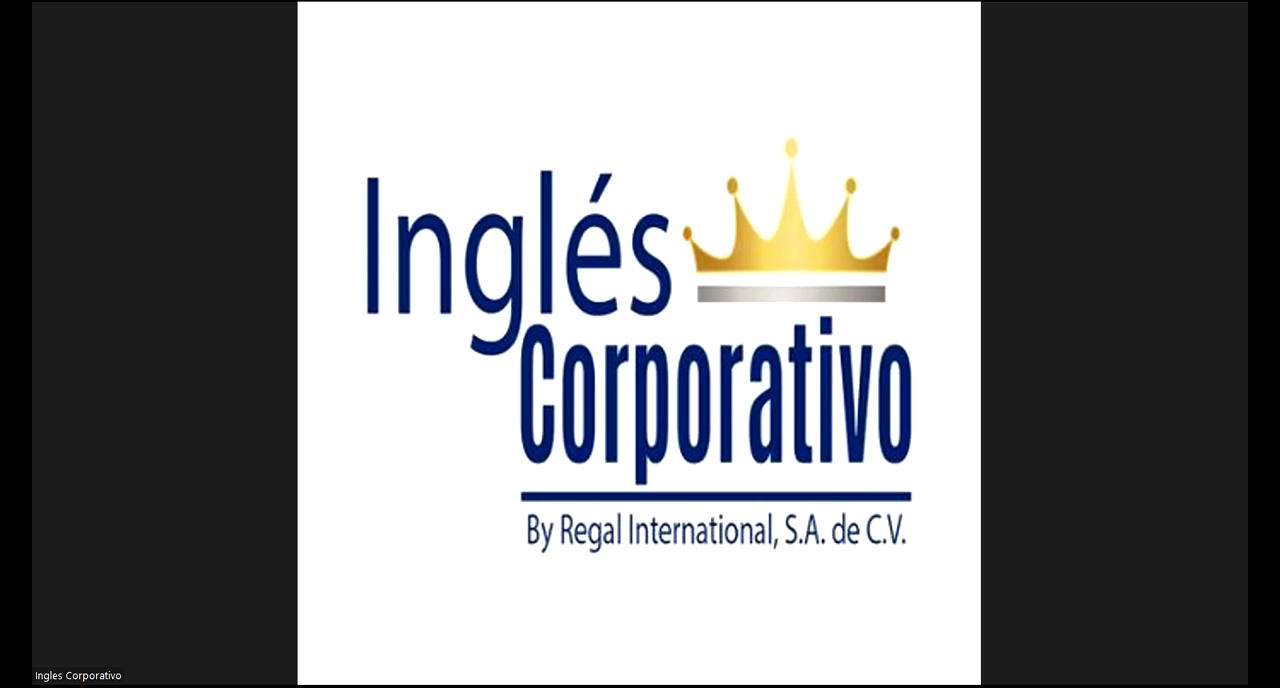 Inglés
Corporativo
By Regal International, S.A. de C.V.
Ingles Corporativo